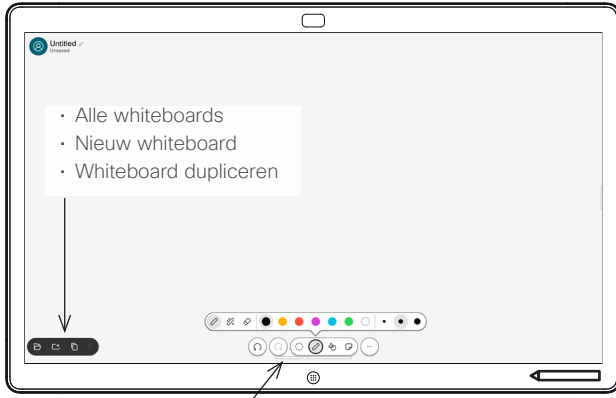 Untitled
Unsaved
· Alle whiteboards
· Nieuw whiteboard
· Whiteboard dupliceren